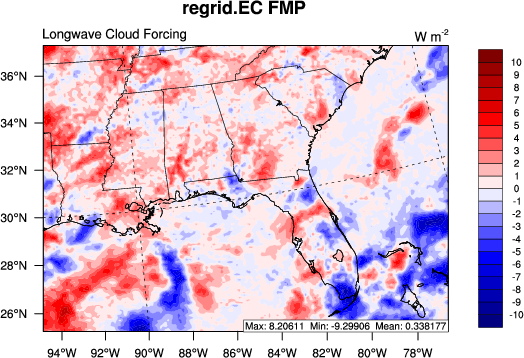 regrid.EC FMP
Longwave Cloud Forcing W m-2
36°N
34°N
32°N
30°N
28°N
26°N
94°W 92°W 90°W 88°W 86°W 84°W 82°W 80°W 78°W
Max: 8.20611 Min: -9.29906 Mean: 0.338177
10
9
8
7
6
5
4
3
2
1
0
-1
-2
-3
-4
-5
-6
-7
-8
-9
-10